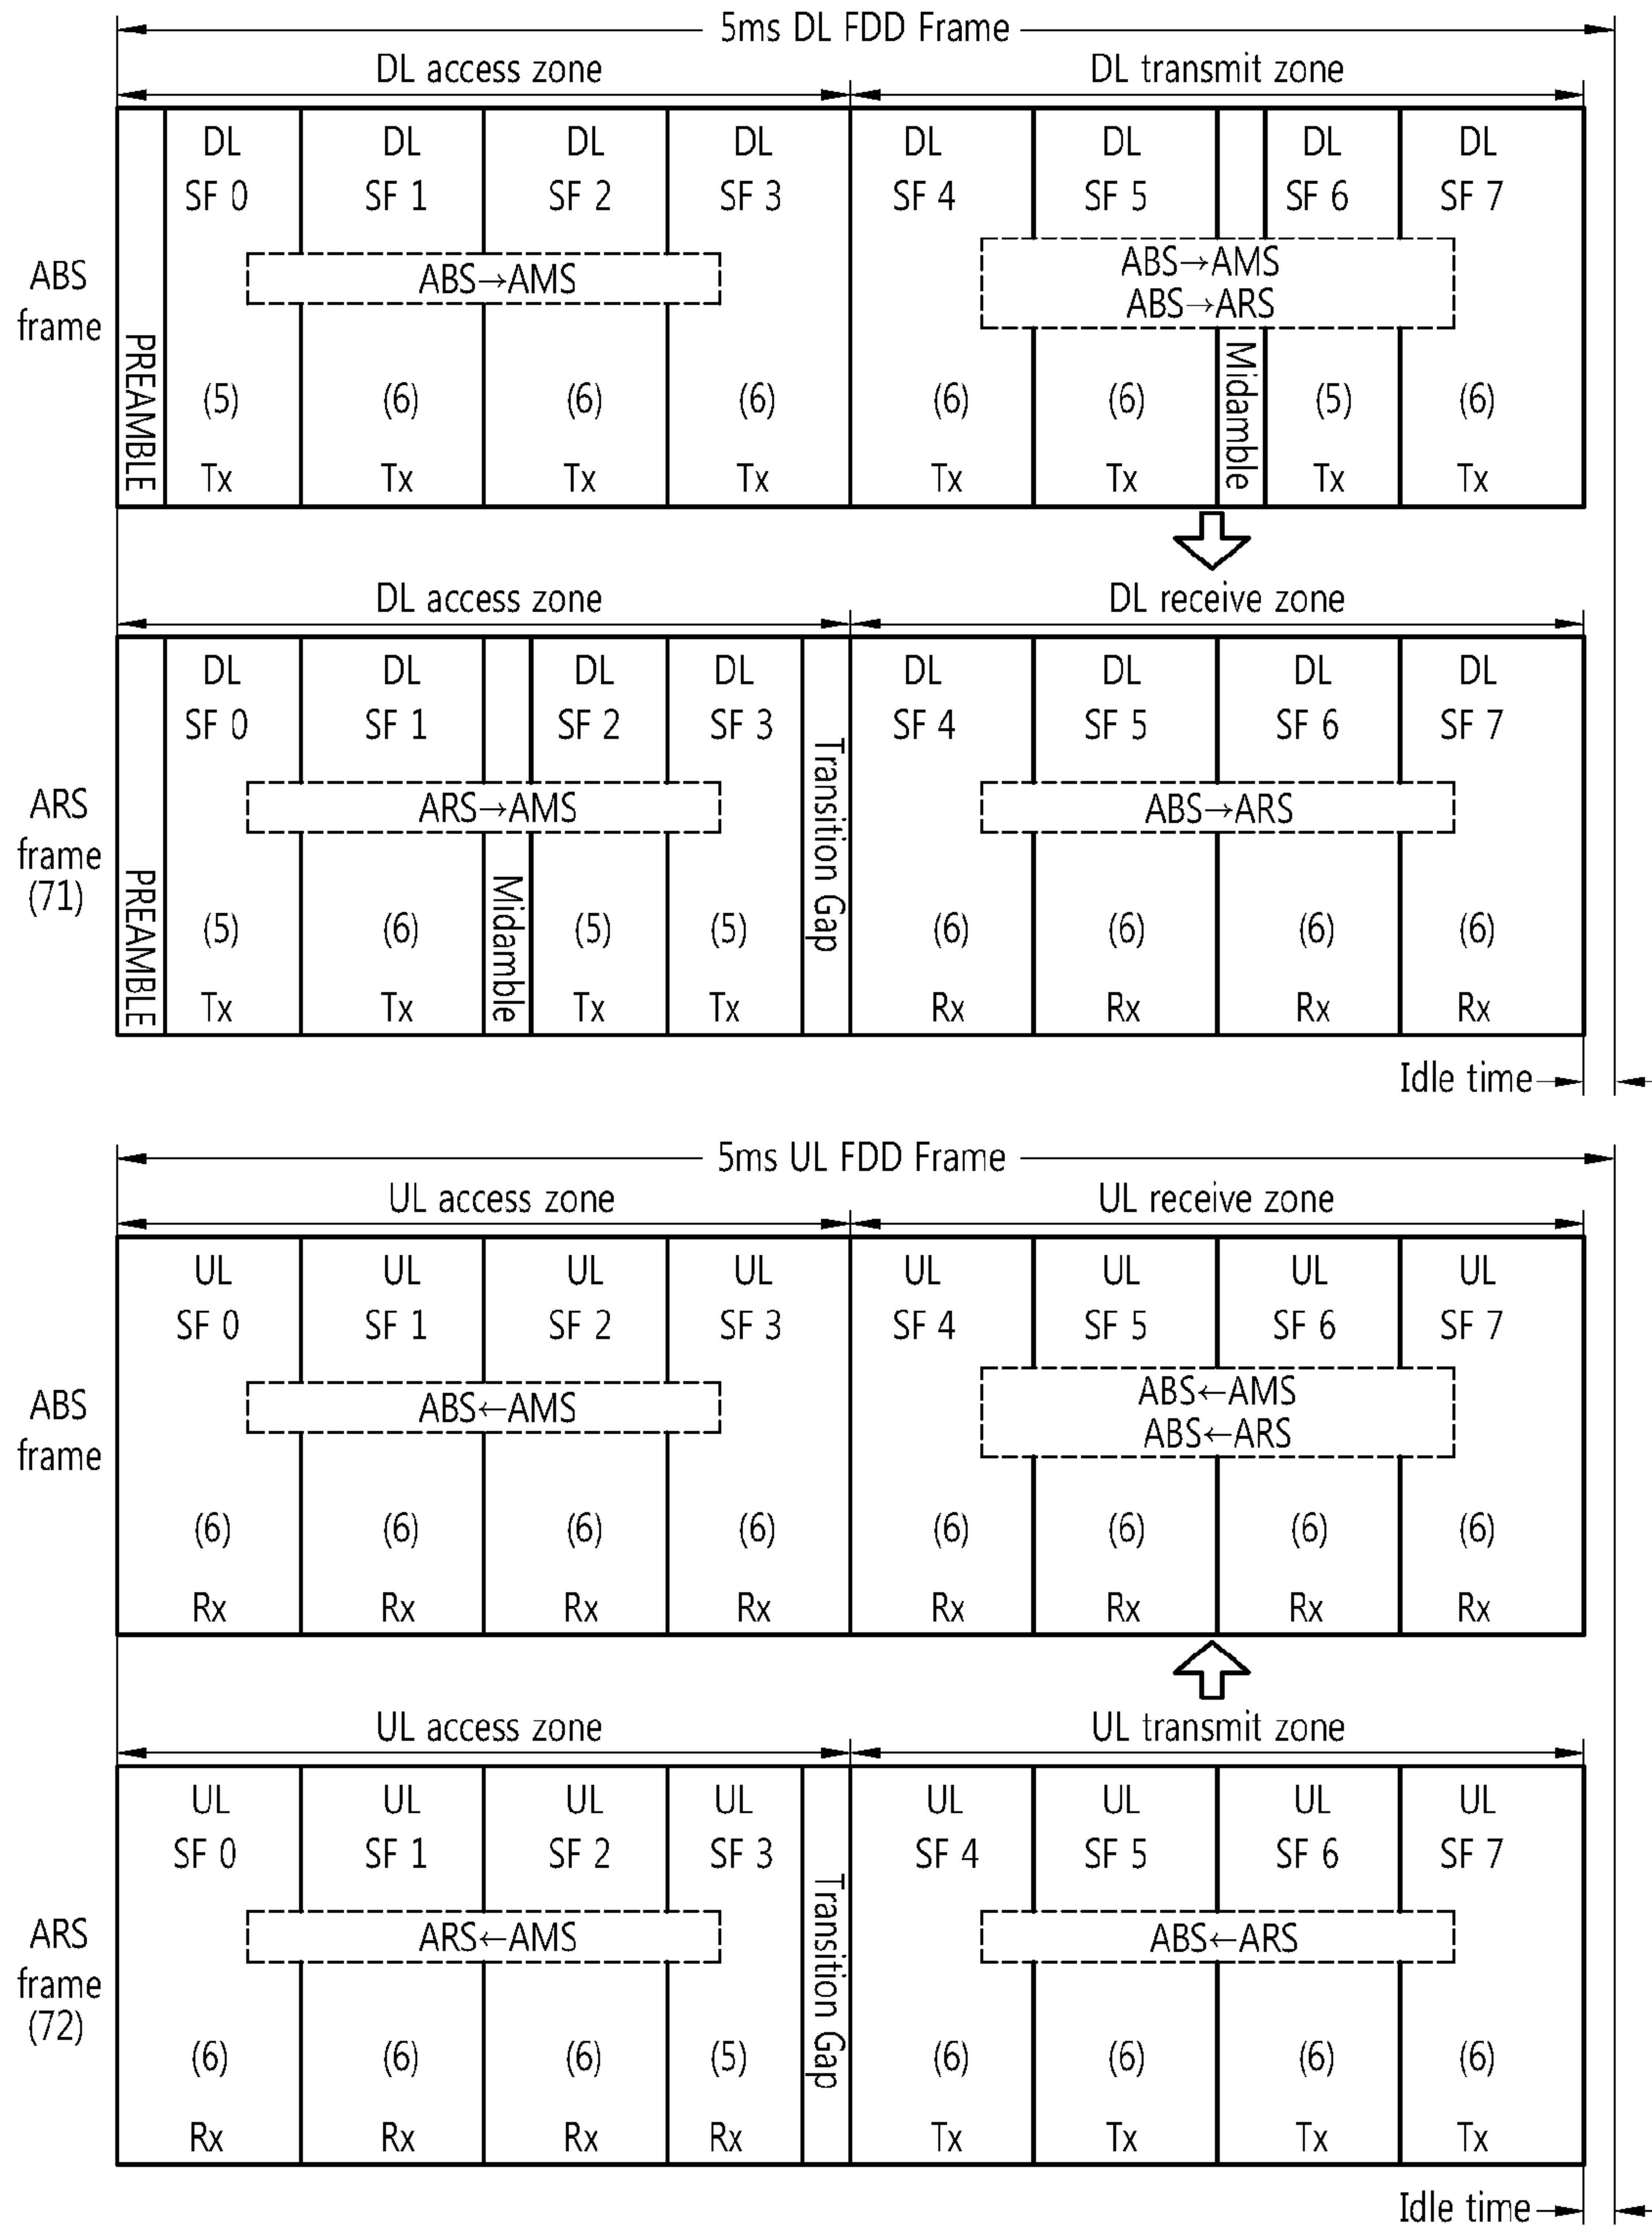 5ms DL FDD Frame
DL access zone DL transmit zone
DL DL DL DL DL DL DL DL
SF 0 SF 1 SF 2 SF 3 SF 4 SF 5 SF 6 SF 7
ABS frame
ABS→AMS
ABS→AMS
ABS→ARS
PREAMBLE
Midamble
(5) (6) (6) (6) (6) (6) (5) (6)
Tx Tx Tx Tx Tx Tx Tx Tx
DL access zone DL receive zone
DL DL DL DL DL DL DL DL
SF 0 SF 1 SF 2 SF 3 SF 4 SF 5 SF 6 SF 7
ARS
frame
(71)
ARS→AMS ABS→ARS
PREAMBLE
Midamble
Transition Gap
(5) (6) (5) (5) (6) (6) (6) (6)
Tx Tx Tx Tx Rx Rx Rx Rx
Idle time
5ms UL FDD Frame
UL access zone UL receive zone
UL UL UL UL UL UL UL UL
SF 0 SF 1 SF 2 SF 3 SF 4 SF 5 SF 6 SF 7
ABS
frame
ABS←AMS
ABS←AMS
ABS←ARS
(6) (6) (6) (6) (6) (6) (6) (6)
Rx Rx Rx Rx Rx Rx Rx Rx
UL access zone UL transmit zone
UL UL UL UL UL UL UL UL
SF 0 SF 1 SF 2 SF 3 SF 4 SF 5 SF 6 SF 7
ARS
frame
(72)
ARS←AMS ABS←ARS
Transition Gap
(6) (6) (6) (5) (6) (6) (6) (6)
Rx Rx Rx Rx Tx Tx Tx Tx
Idle time